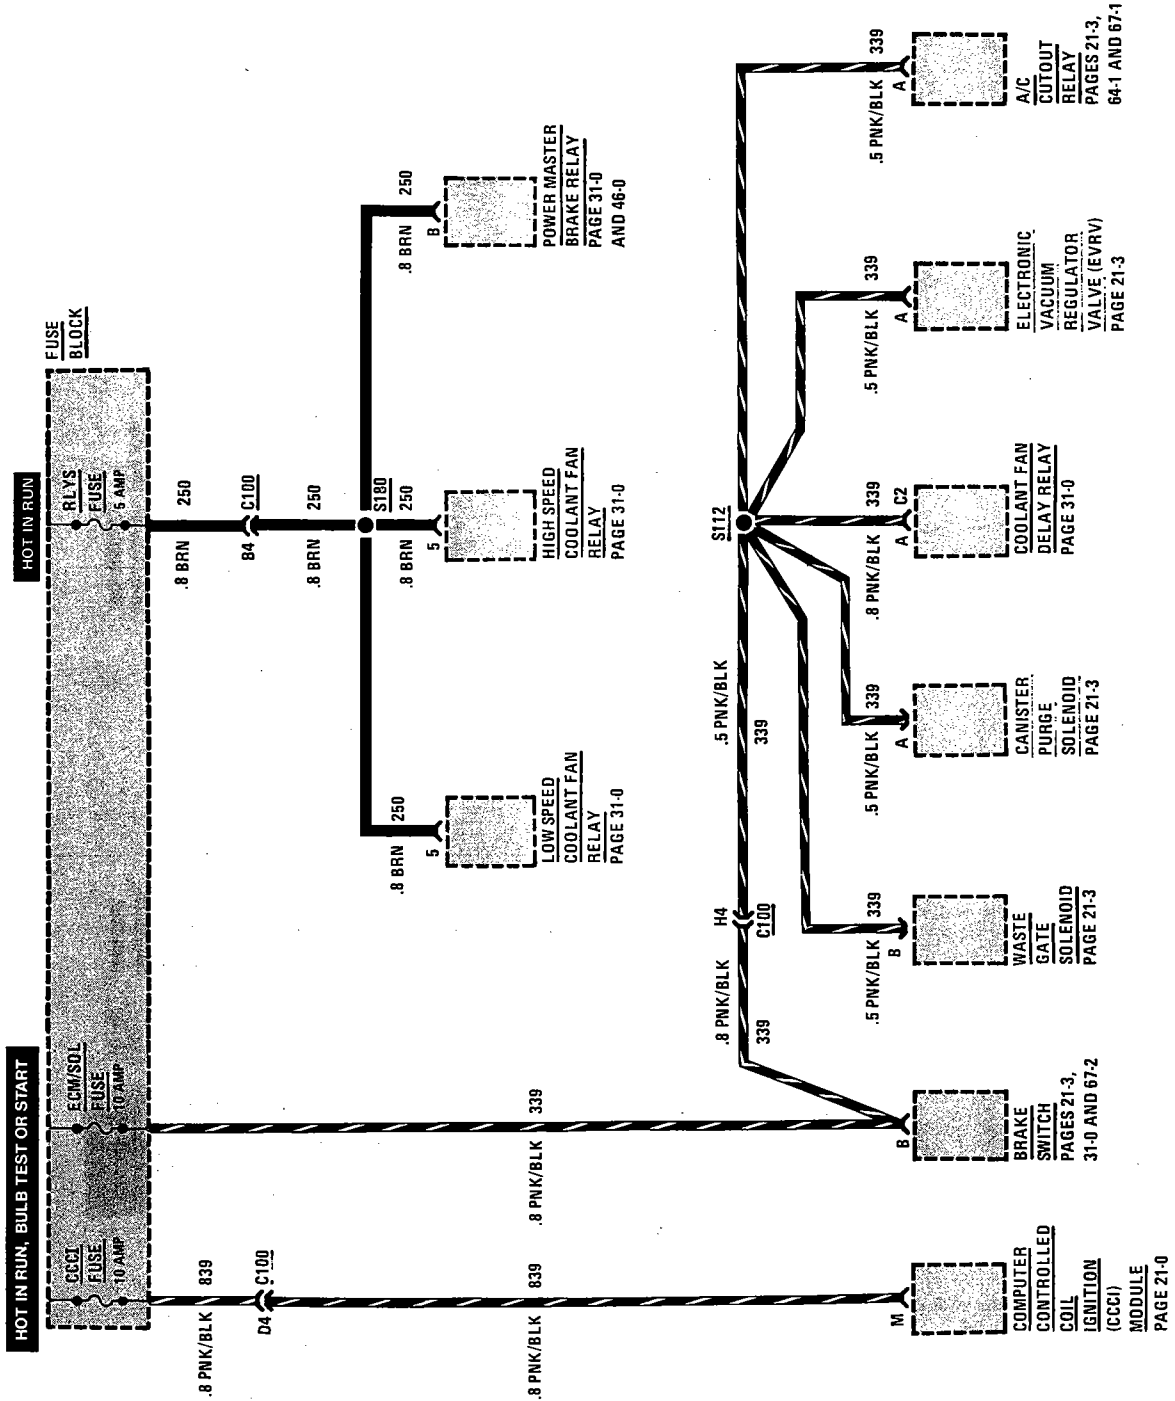 HOT IN RUN, BULB TEST OR START
HOT IN RUN
FUSE
BLOCK
CCCI
FUSE
10 AMP
ECM/SOL
FUSE
10 AMP
RLYS
FUSE
5 AMP
.8 PNK/BLK
839
D4
C100
.8 PNK/BLK
839
M
COMPUTER
CONTROLLED
COIL
IGNITION
(CCCI)
MODULE
PAGE 21-0
.8 PNK/BLK
339
B
BRAKE
SWITCH
PAGES 21-3,
31-0 AND 67-2
.8 PNK/BLK
339
H4
C100
.5 PNK/BLK
339
S112
.8 BRN
250
B4
C100
.8 BRN
250
S180
.8 BRN
250
5
LOW SPEED
COOLANT FAN
RELAY
PAGE 31-0
.8 BRN
250
5
HIGH SPEED
COOLANT FAN
RELAY
PAGE 31-0
.8 BRN
250
B
POWER MASTER
BRAKE RELAY
PAGE 31-0
AND 46-0
.5 PNK/BLK
339
B
WASTE
GATE
SOLENOID
PAGE 21-3
.5 PNK/BLK
339
A
CANISTER
PURGE
SOLENOID
PAGE 21-3
.8 PNK/BLK
339
A
C2
COOLANT FAN
DELAY RELAY
PAGE 31-0
.5 PNK/BLK
339
A
ELECTRONIC
VACUUM
REGULATOR
VALVE (EVRV)
PAGE 21-3
.5 PNK/BLK
339
A
A/C
CUTOUT
RELAY
PAGES 21-3,
64-1 AND 67-1